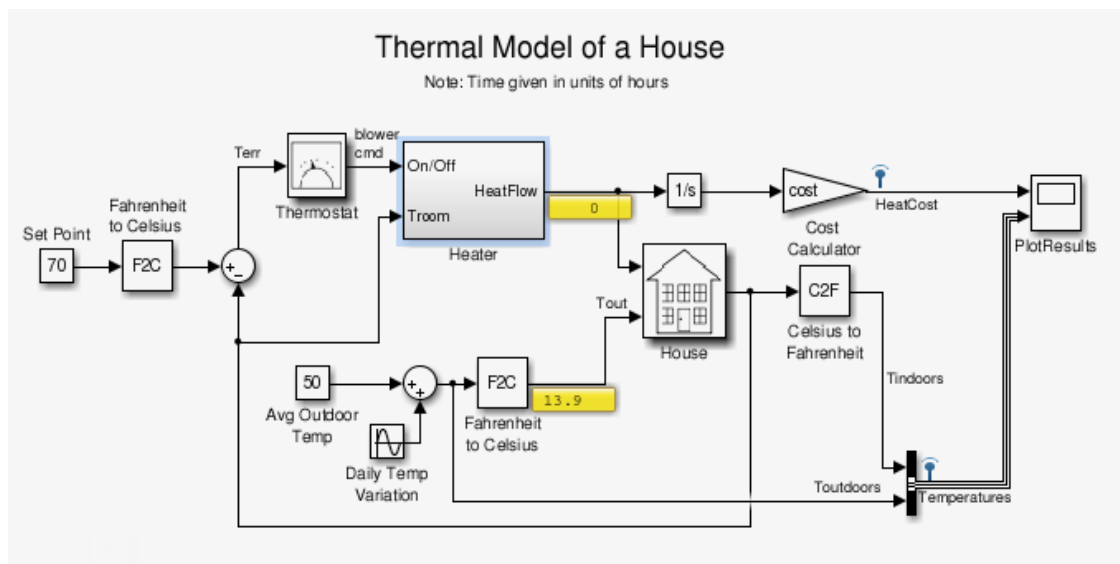 Thermal Model of a House
Note: Time given in units of hours
blower
cmd
Terr
On/Off
HeatFlow
Troom
0
1/s
cost
HeatCost
Thermostat
Heater
Cost
Calculator
PlotResults
Fahrenheit
to Celsius
Set Point
70
F2C
+
−
Tout
House
C2F
Celsius to
Fahrenheit
50
Avg Outdoor
Temp
+
+
F2C
13.9
Fahrenheit
to Celsius
Daily Temp
Variation
Tindoors
Toutdoors
Temperatures